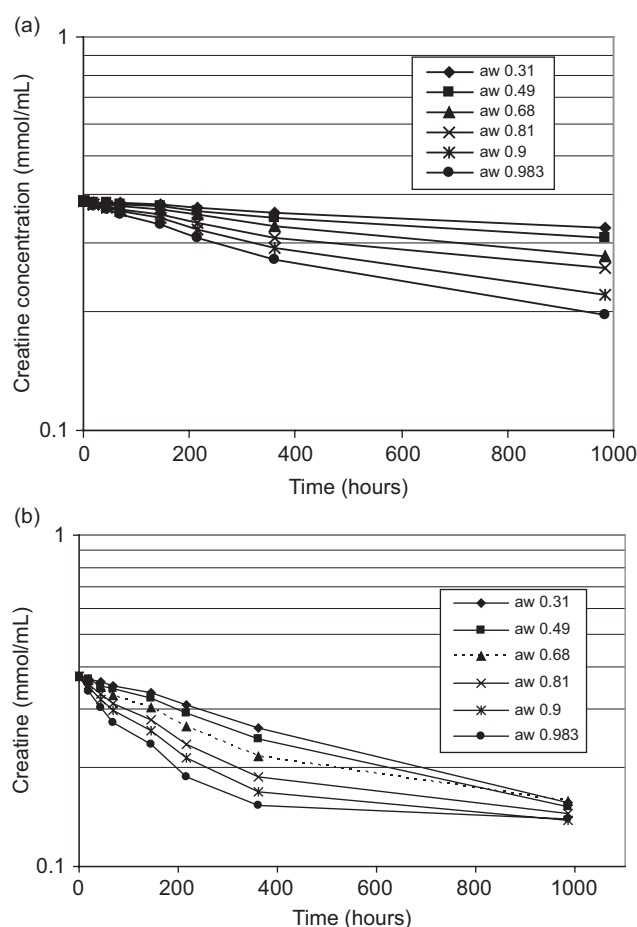 (a)
1
Creatine concentration (mmol/mL)
0.1
aw 0.31
aw 0.49
aw 0.68
aw 0.81
aw 0.9
aw 0.983
0 200 400 600 800 1000
Time (hours)
(b)
1
Creatine (mmol/mL)
0.1
aw 0.31
aw 0.49
aw 0.68
aw 0.81
aw 0.9
aw 0.983
0 200 400 600 800 1000
Time (hours)